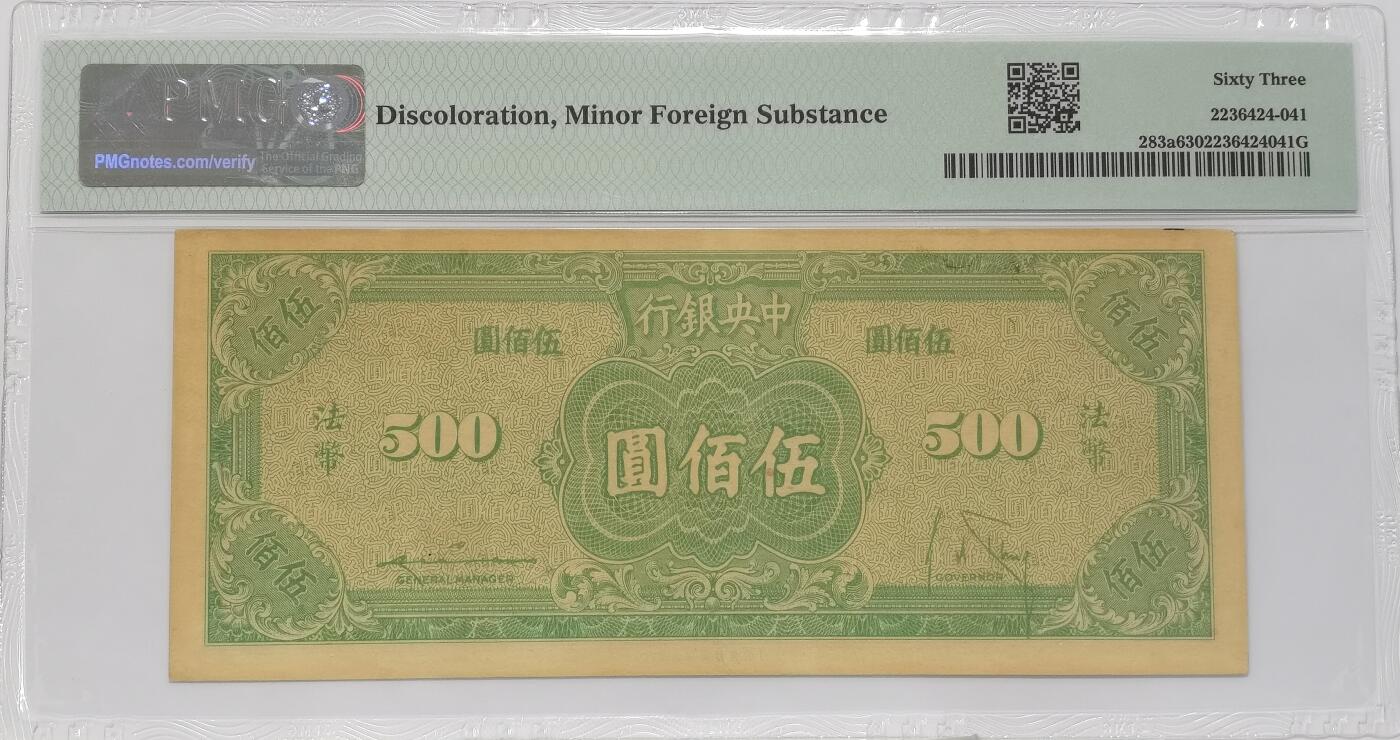 PMG
PMGnotes.com/verify
The Official Grading
Service of the PNG
Discoloration, Minor Foreign Substance
Sixty Three
2236424-041
283a6302236424041G
行銀央中
佰伍
佰伍
圓佰伍
圓佰伍
法幣
500
圓佰伍
500
法幣
佰伍
佰伍
GENERAL MANAGER
GOVERNOR